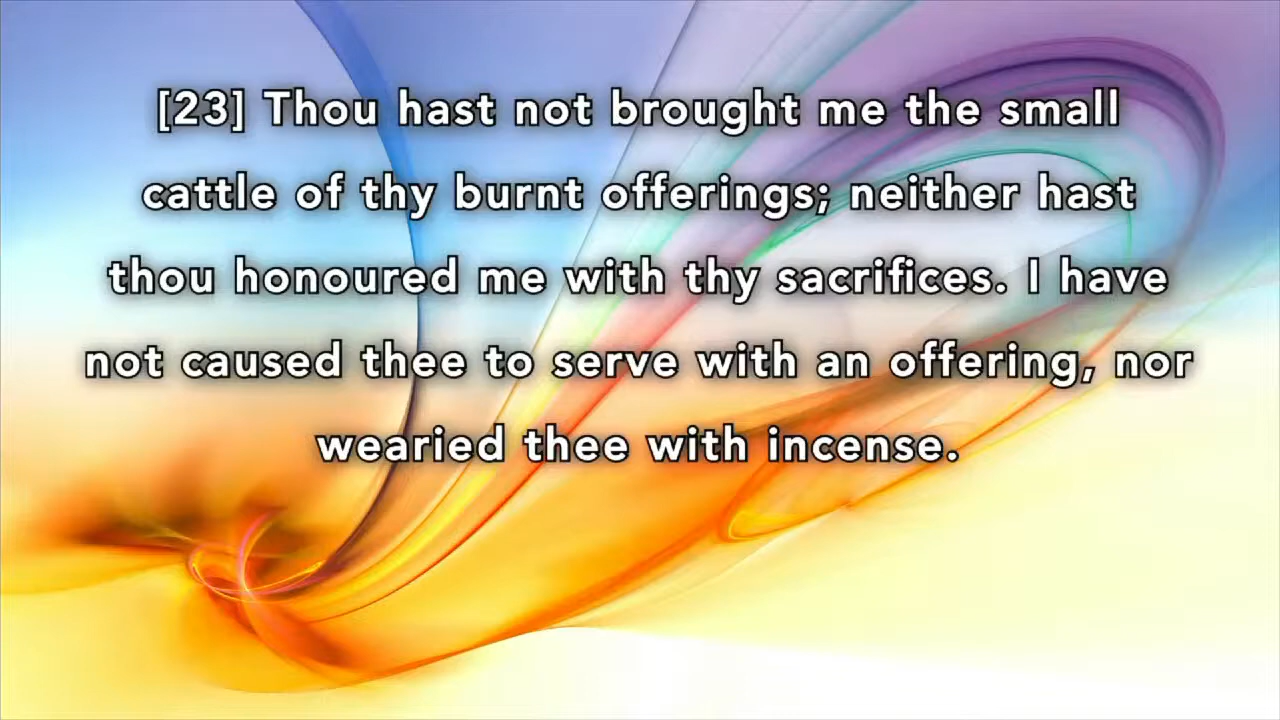 [23] Thou hast not brought me the small
cattle of thy burnt offerings; neither hast
thou honoured me with thy sacrifices. I have
not caused thee to serve with an offering, nor
wearied thee with incense.